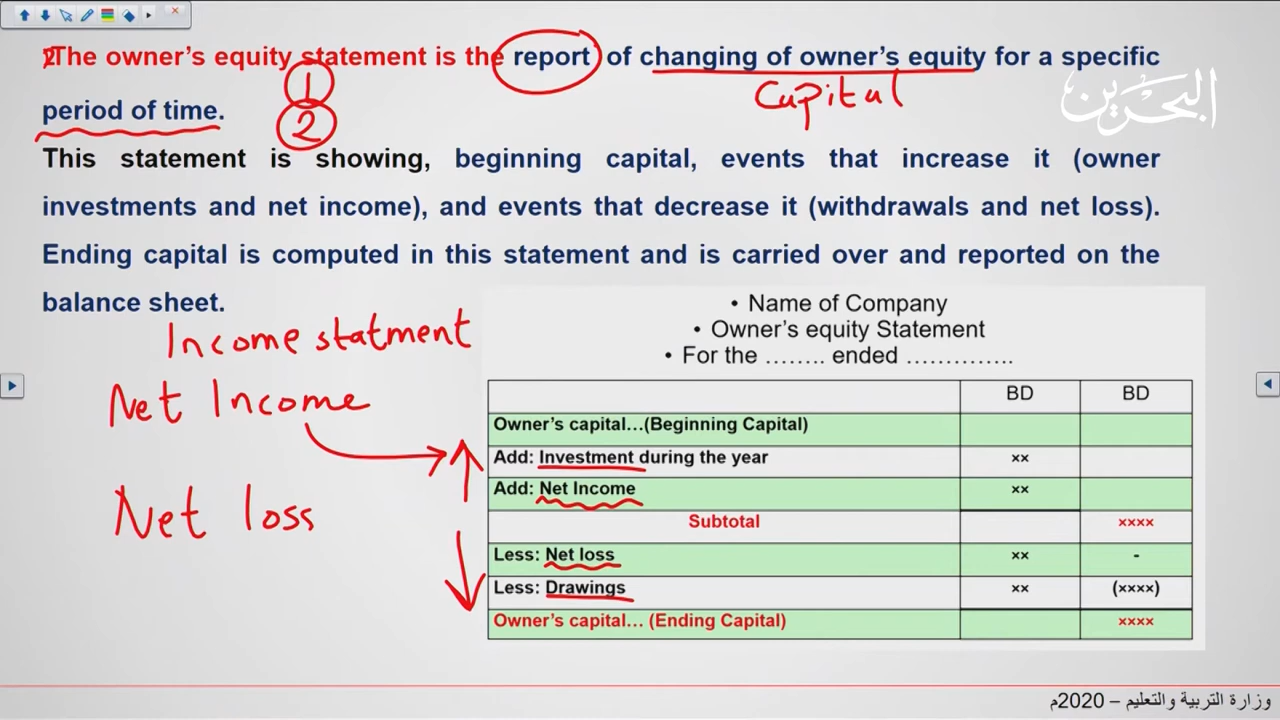 The owner's equity statement is the report of changing of owner's equity for a specific
1
Capital
البحرين
period of time.
2
This statement is showing, beginning capital, events that increase it (owner
investments and net income), and events that decrease it (withdrawals and net loss).
Ending capital is computed in this statement and is carried over and reported on the
balance sheet.
Income statment
Net Income
Net loss
• Name of Company
• Owner's equity Statement
• For the ........ ended ..............
BD BD
Owner's capital...(Beginning Capital)
Add: Investment during the year ××
Add: Net Income ××
Subtotal ××××
Less: Net loss ×× -
Less: Drawings ×× (××××)
Owner's capital... (Ending Capital) ××××
وزارة التربية والتعليم – 2020م